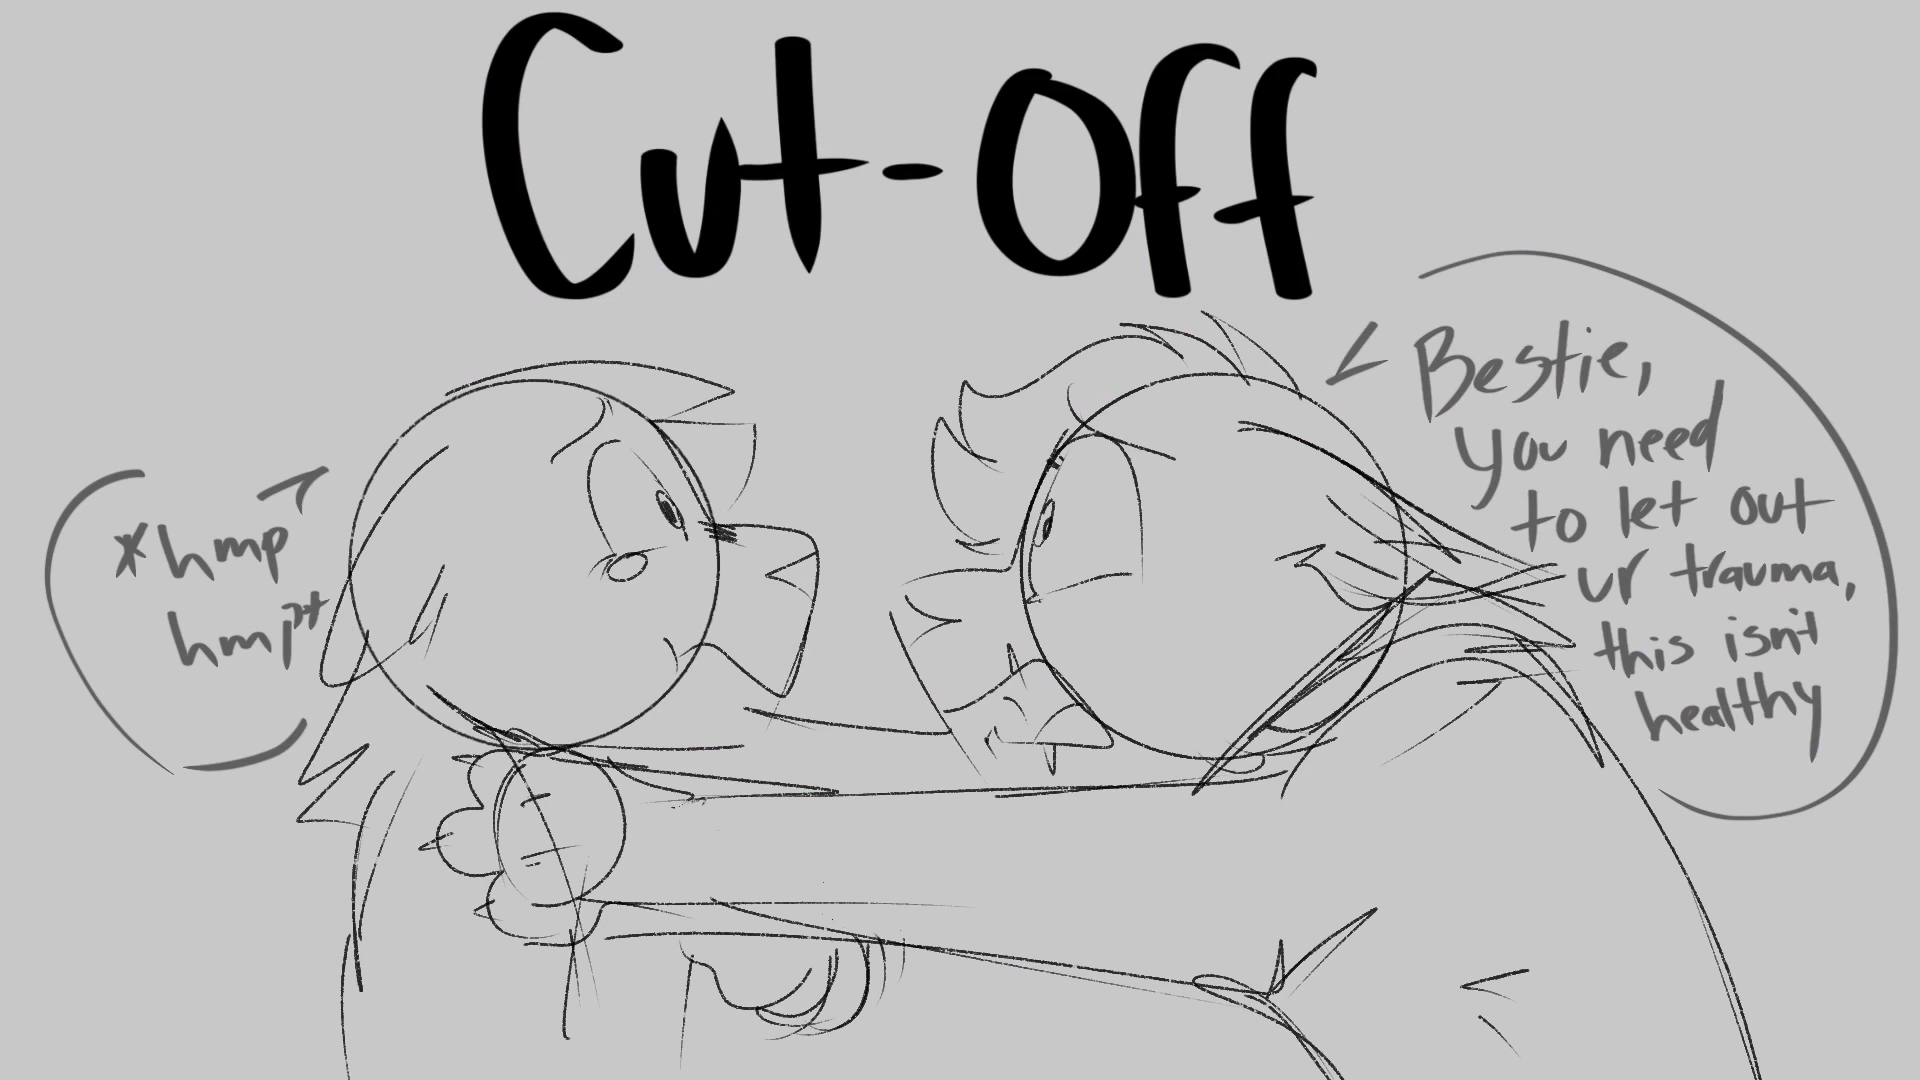 Cut-Off
*hmp
hmp*
Bestie,
you need
to let out
ur trauma,
this isn't
healthy